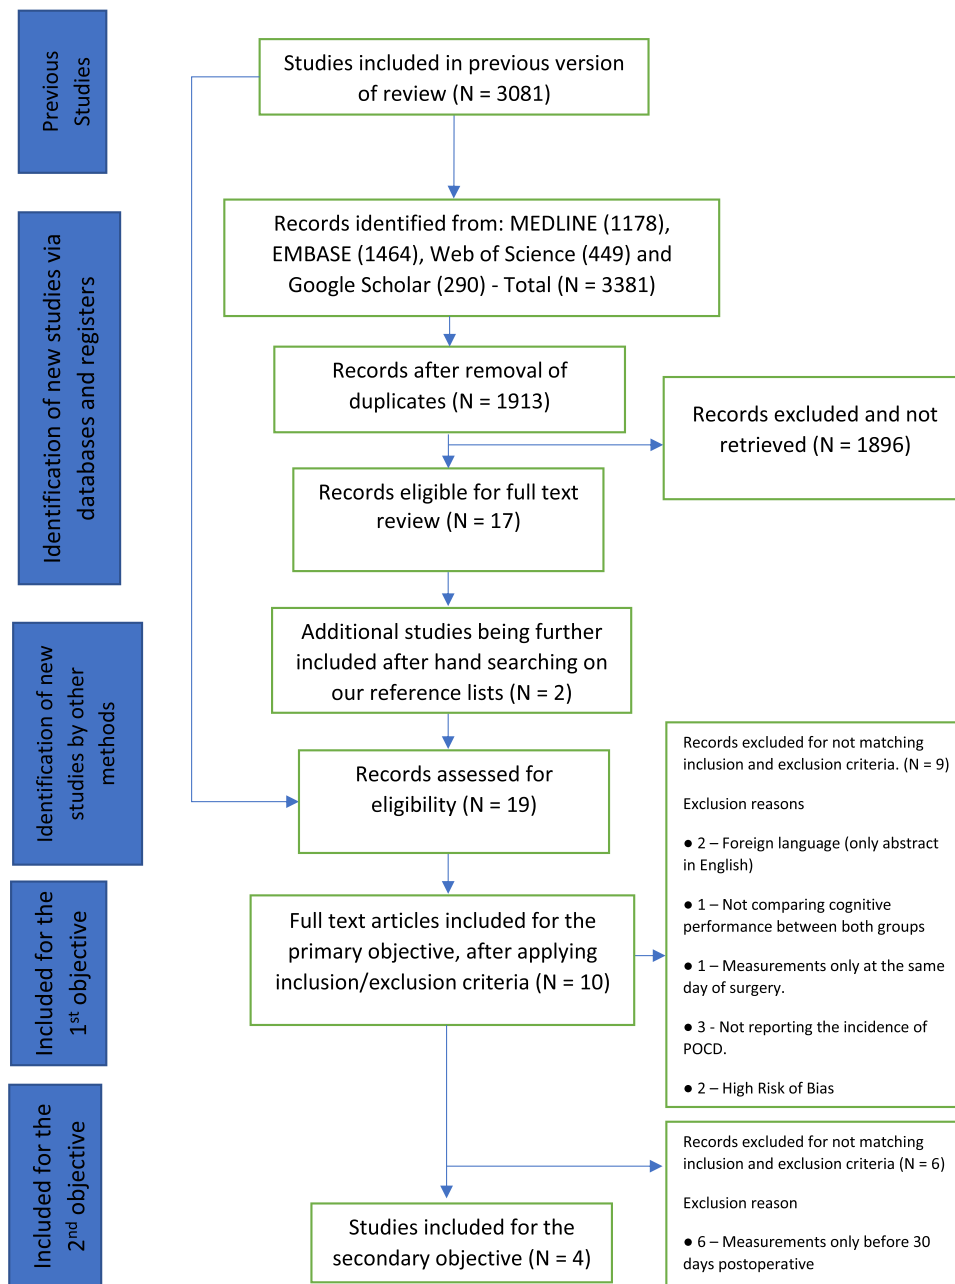 Previous
Studies
Studies included in previous version
of review (N = 3081)
Identification of new studies via
databases and registers
Records identified from: MEDLINE (1178),
EMBASE (1464), Web of Science (449) and
Google Scholar (290) - Total (N = 3381)
Records after removal of
duplicates (N = 1913)
Records excluded and not
retrieved (N = 1896)
Records eligible for full text
review (N = 17)
Identification of new
studies by other
methods
Additional studies being further
included after hand searching on
our reference lists (N = 2)
Records assessed for
eligibility (N = 19)
Records excluded for not matching
inclusion and exclusion criteria. (N = 9)
Exclusion reasons
● 2 – Foreign language (only abstract
in English)
● 1 – Not comparing cognitive
performance between both groups
● 1 – Measurements only at the same
day of surgery.
● 3 - Not reporting the incidence of
POCD.
● 2 – High Risk of Bias
Included for the
1st objective
Full text articles included for the
primary objective, after applying
inclusion/exclusion criteria (N = 10)
Included for the
2nd objective
Records excluded for not matching
inclusion and exclusion criteria (N = 6)
Exclusion reason
● 6 – Measurements only before 30
days postoperative
Studies included for the
secondary objective (N = 4)